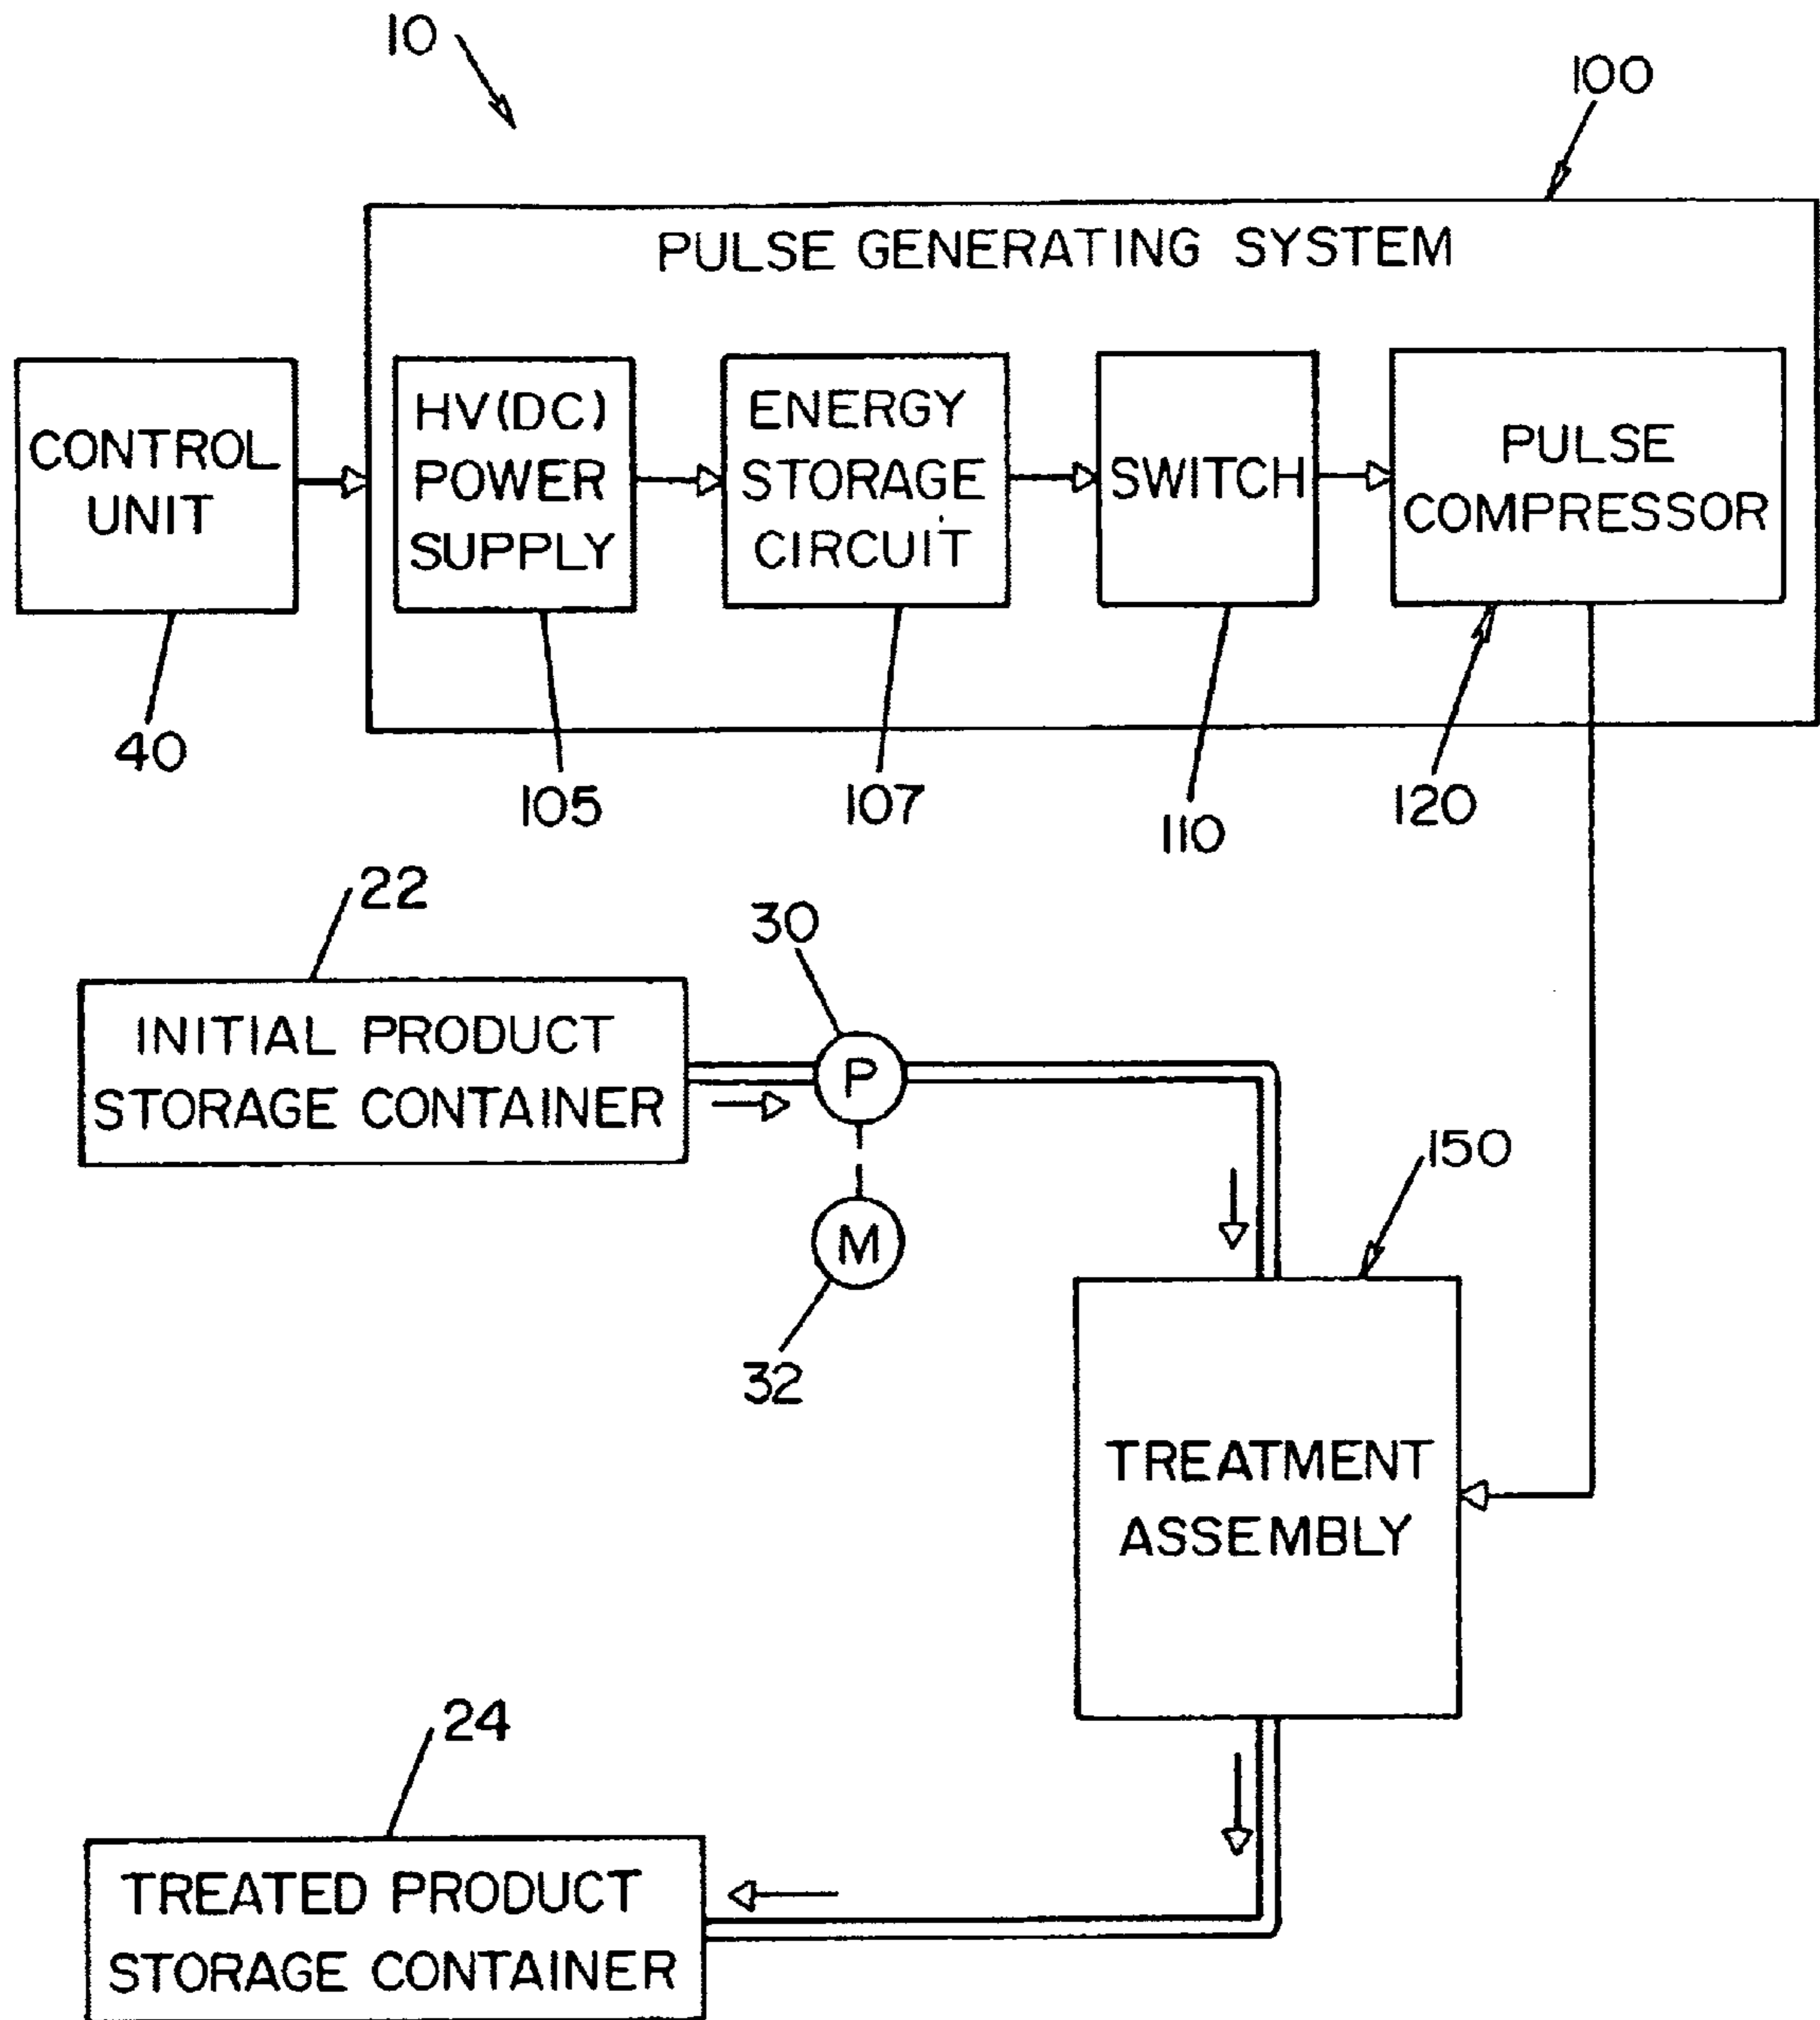 10
100
PULSE GENERATING SYSTEM
CONTROL
UNIT
HV(DC)
POWER
SUPPLY
ENERGY
STORAGE
CIRCUIT
SWITCH
PULSE
COMPRESSOR
40
105
107
110
120
22
30
INITIAL PRODUCT
STORAGE CONTAINER
P
150
M
32
TREATMENT
ASSEMBLY
24
TREATED PRODUCT
STORAGE CONTAINER